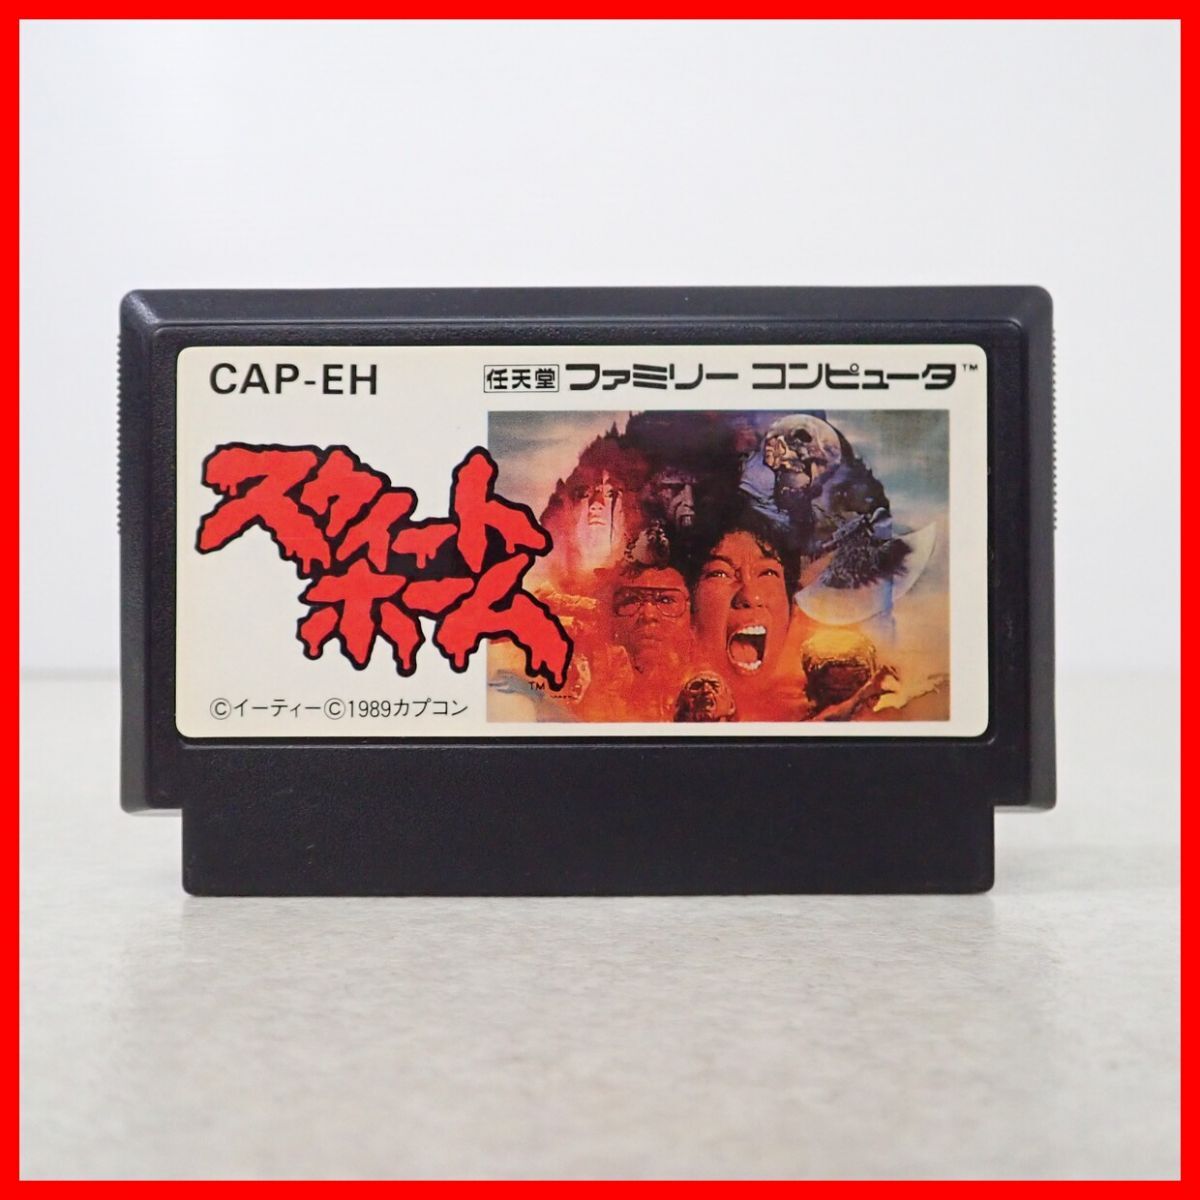 CAP-EH
任天堂 ファミリーコンピュータ™
スウィート
ホーム
TM
©イーティー©1989カプコン